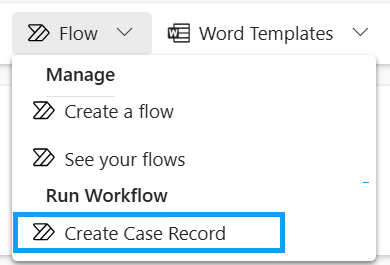 Flow
Word Templates
Manage
Create a flow
See your flows
Run Workflow
Create Case Record